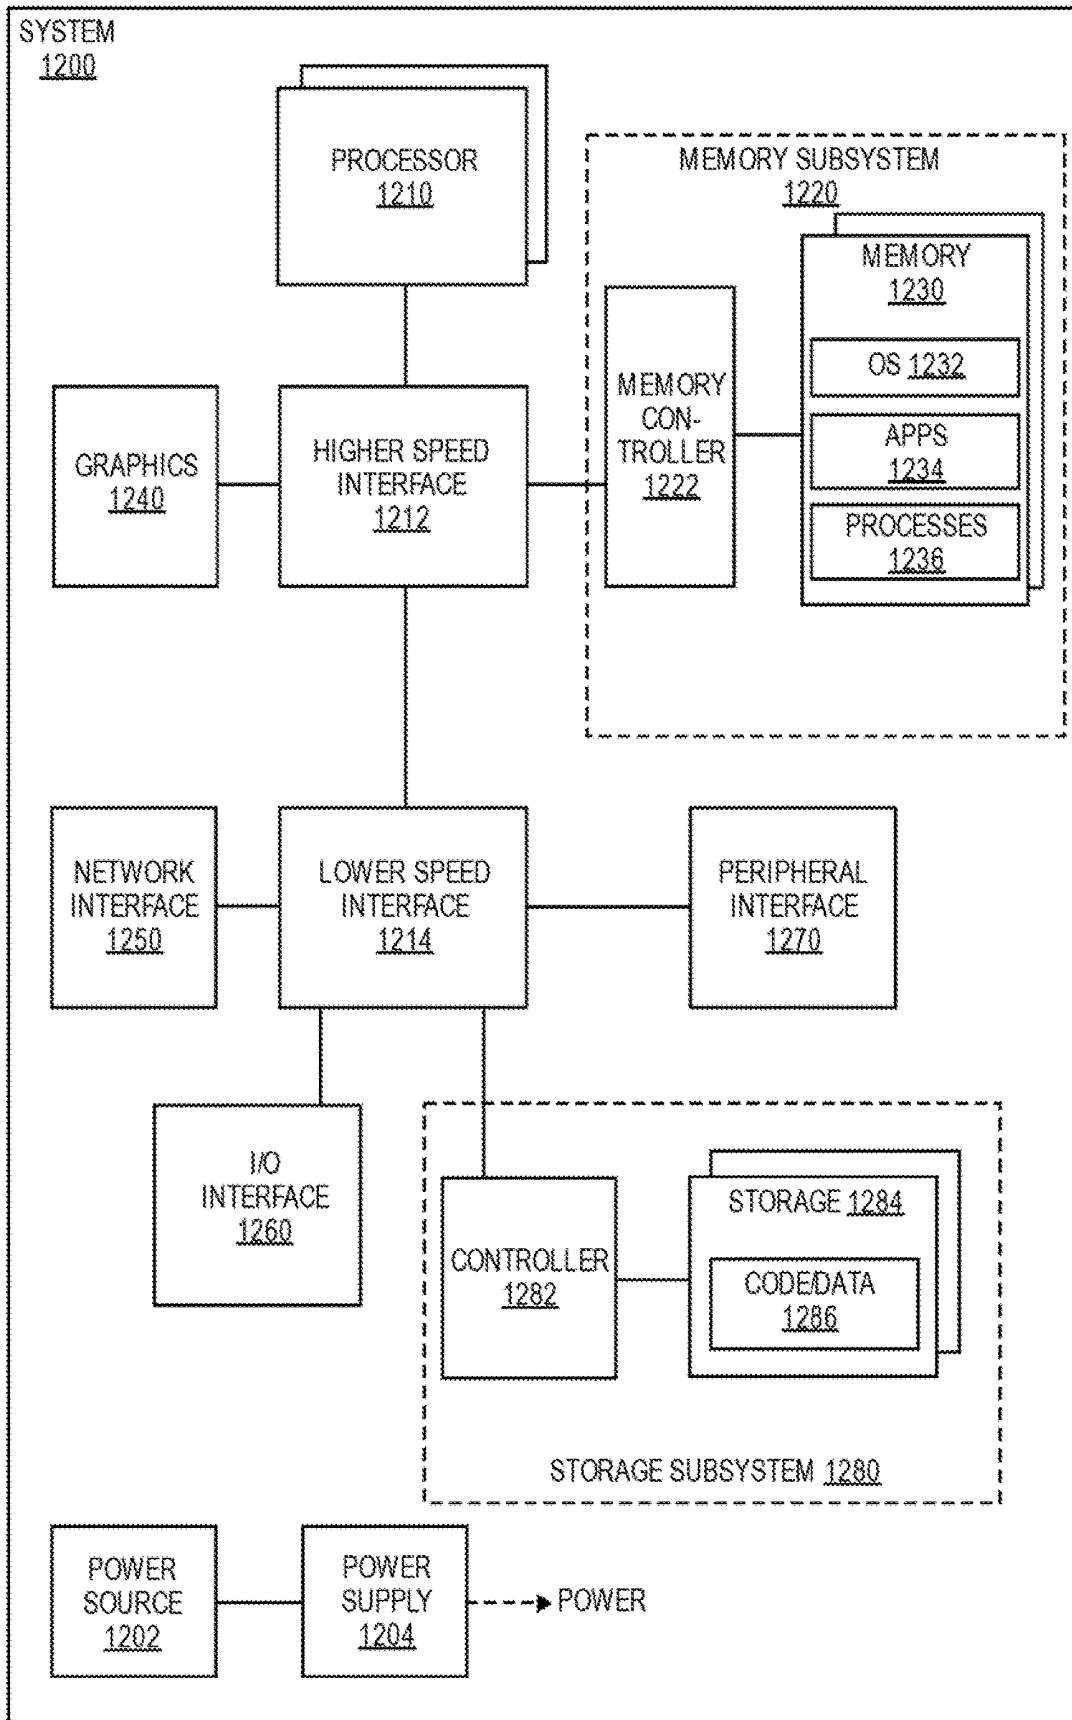 SYSTEM
1200
PROCESSOR
1210
MEMORY SUBSYSTEM
1220
MEMORY
1230
OS 1232
APPS
1234
PROCESSES
1236
MEMORY
CON-
TROLLER
1222
GRAPHICS
1240
HIGHER SPEED
INTERFACE
1212
NETWORK
INTERFACE
1250
LOWER SPEED
INTERFACE
1214
PERIPHERAL
INTERFACE
1270
I/O
INTERFACE
1260
CONTROLLER
1282
STORAGE 1284
CODE/DATA
1286
STORAGE SUBSYSTEM 1280
POWER
SOURCE
1202
POWER
SUPPLY
1204
POWER